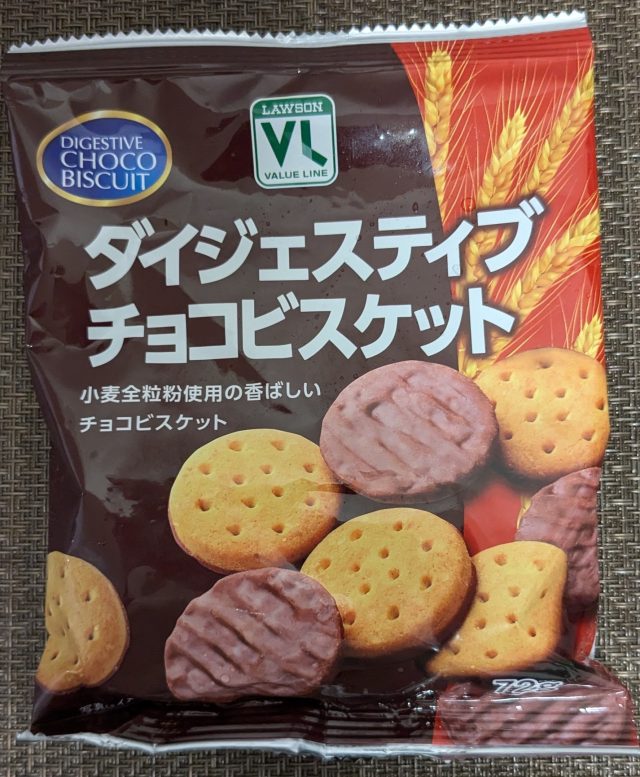 LAWSON
VL
VALUE LINE
DIGESTIVE
CHOCO
BISCUIT
ダイジェスティブ
チョコビスケット
小麦全粒粉使用の香ばしい
チョコビスケット
72g